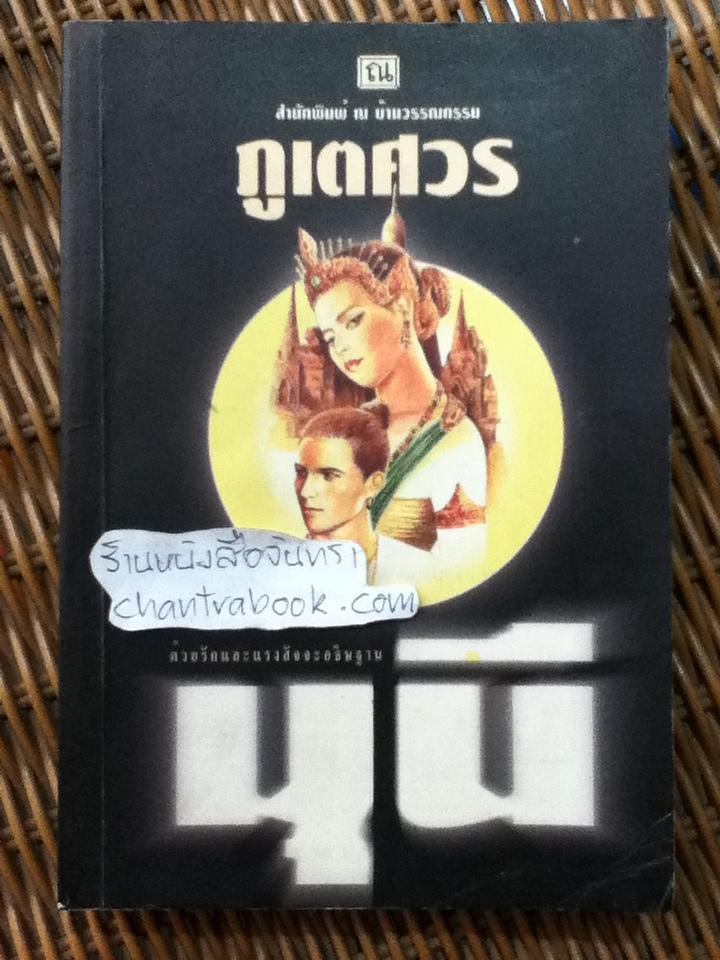 ณ
สำนักพิมพ์ ณ บ้านวรรณกรรม
ภูเตศวร
ร้านหนังสือจันทรา
chantrabook.com
ด้วยรักและแรงสัจจะอธิษฐาน
นุนี